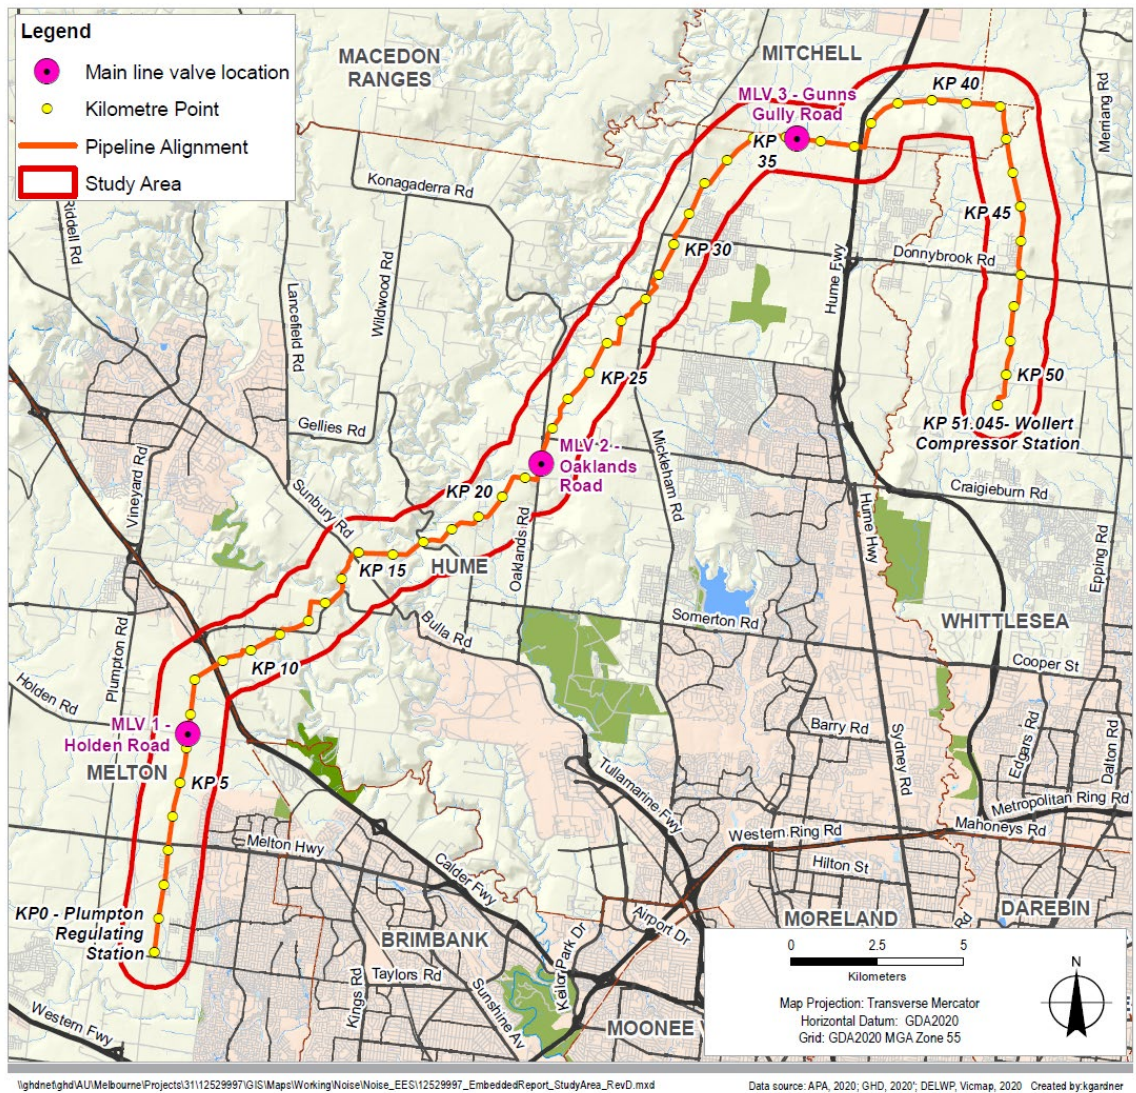 Legend
Main line valve location
Kilometre Point
Pipeline Alignment
Study Area
MACEDON
RANGES
MITCHELL
KP 40
MLV 3 - Gunns
Gully Road
KP
35
Merriang Rd
Konagaderra Rd
Riddell Rd
KP 45
KP 30
Donnybrook Rd
Hume Fwy
Wildwood Rd
Lancefield Rd
KP 25
KP 50
KP 51.045- Wollert
Compressor Station
Gellies Rd
MLV 2 -
Oaklands
Road
Mickleham Rd
Vineyard Rd
Sunbury Rd
KP 20
Craigieburn Rd
Hume Hwy
Oaklands Rd
Epping Rd
KP 15
HUME
Bulla Rd
Somerton Rd
WHITTLESEA
Plumpton Rd
KP 10
Cooper St
Holden Rd
MLV 1 -
Holden Road
Barry Rd
Sydney Rd
Edgars Rd
Dalton Rd
MELTON
KP 5
Tullamarine Fwy
Metropolitan Ring Rd
Mahoneys Rd
Western Ring Rd
Melton Hwy
Calder Fwy
Hilton St
KP0 - Plumpton
Regulating
Station
BRIMBANK
Keilor Park Dr
Airport Dr
MORELAND
DAREBIN
Rd
Taylors Rd
Kings Rd
Sunshine Av
Western Fwy
MOONEE V
0 2.5 5
Kilometers
N
Map Projection: Transverse Mercator
Horizontal Datum: GDA2020
Grid: GDA2020 MGA Zone 55
\\ghdnet\ghd\AU\Melbourne\Projects\31\12529997\GIS\Maps\Working\Noise\Noise_EES\12529997_EmbeddedReport_StudyArea_RevD.mxd
Data source: APA, 2020; GHD, 2020'; DELWP, Vicmap, 2020 Created by:kgardner